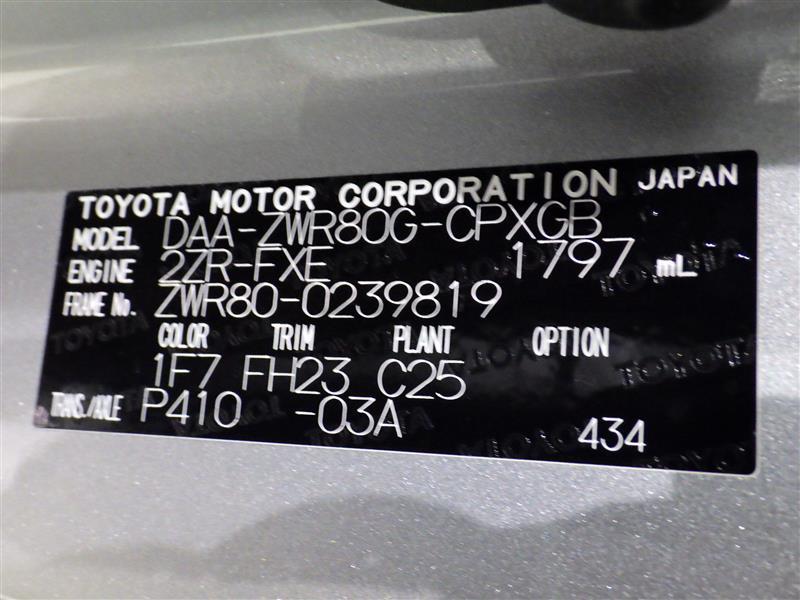 TOYOTA MOTOR CORPORATION JAPAN
MODEL DAA-ZWR80G-CPXGB
ENGINE 2ZR-FXE 1797 mL
FRAME No. ZWR80-0239819
COLOR TRIM PLANT OPTION
1F7 FH23 C25
TRANS./AXLE P410 -03A 434